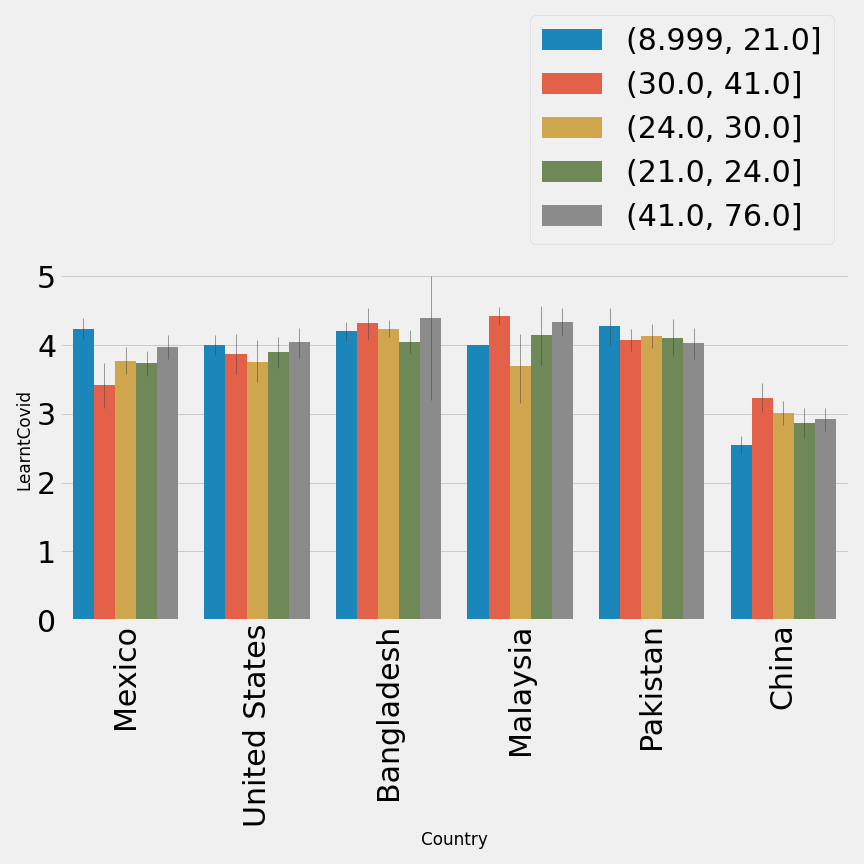 (8.999, 21.0]
(30.0, 41.0]
(24.0, 30.0]
(21.0, 24.0]
(41.0, 76.0]
5
4
3
2
1
0
LearntCovid
Mexico
United States
Bangladesh
Malaysia
Pakistan
China
Country